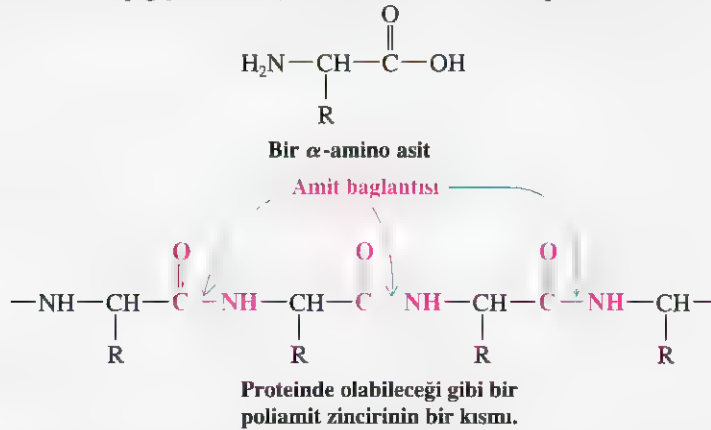 O
H₂N—CH—C—OH
R
Bir α-amino asit
Amit baglantısı
O O O
—NH—CH—C—NH—CH—C NH—CH—C—NH—CH—
R R R R
Proteinde olabileceği gibi bir
poliamit zincirinin bir kısmı.